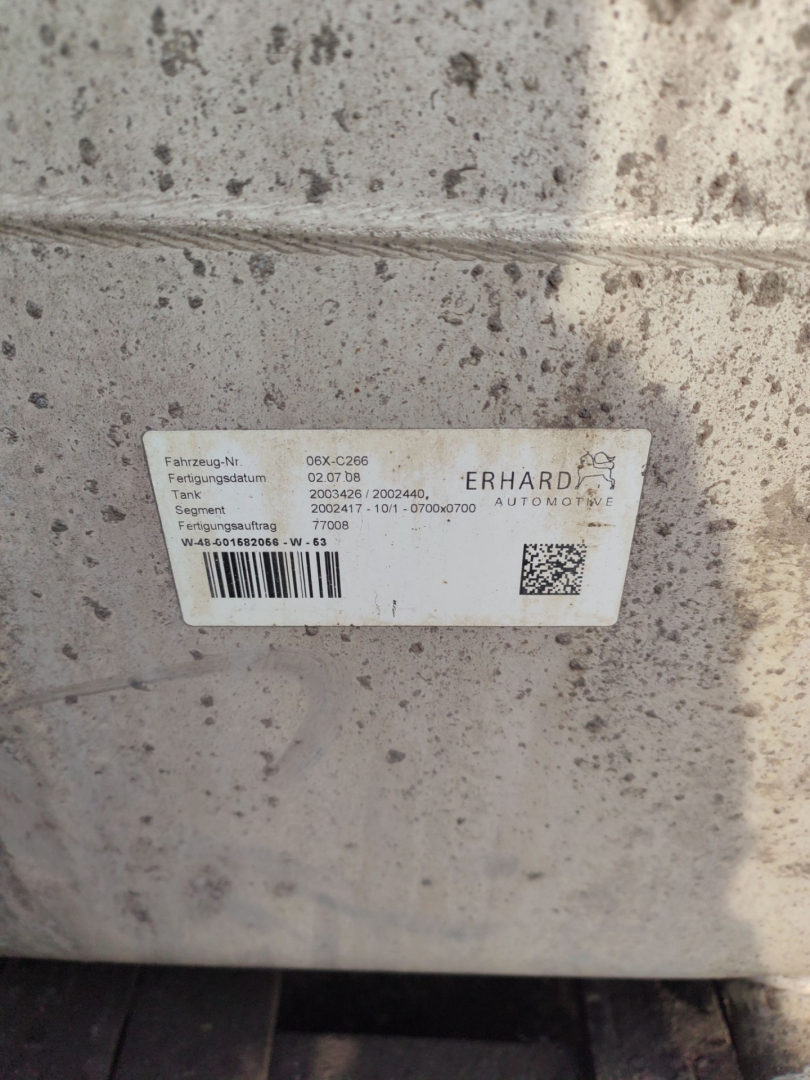 Fahrzeug-Nr. 06X-C266
Fertigungsdatum 02.07.08
Tank 2003426 / 2002440,
Segment 2002417 - 10/1 - 0700x0700
Fertigungsauftrag 77008
W-48-001582056 - W - 53
ERHARD
AUTOMOTIVE